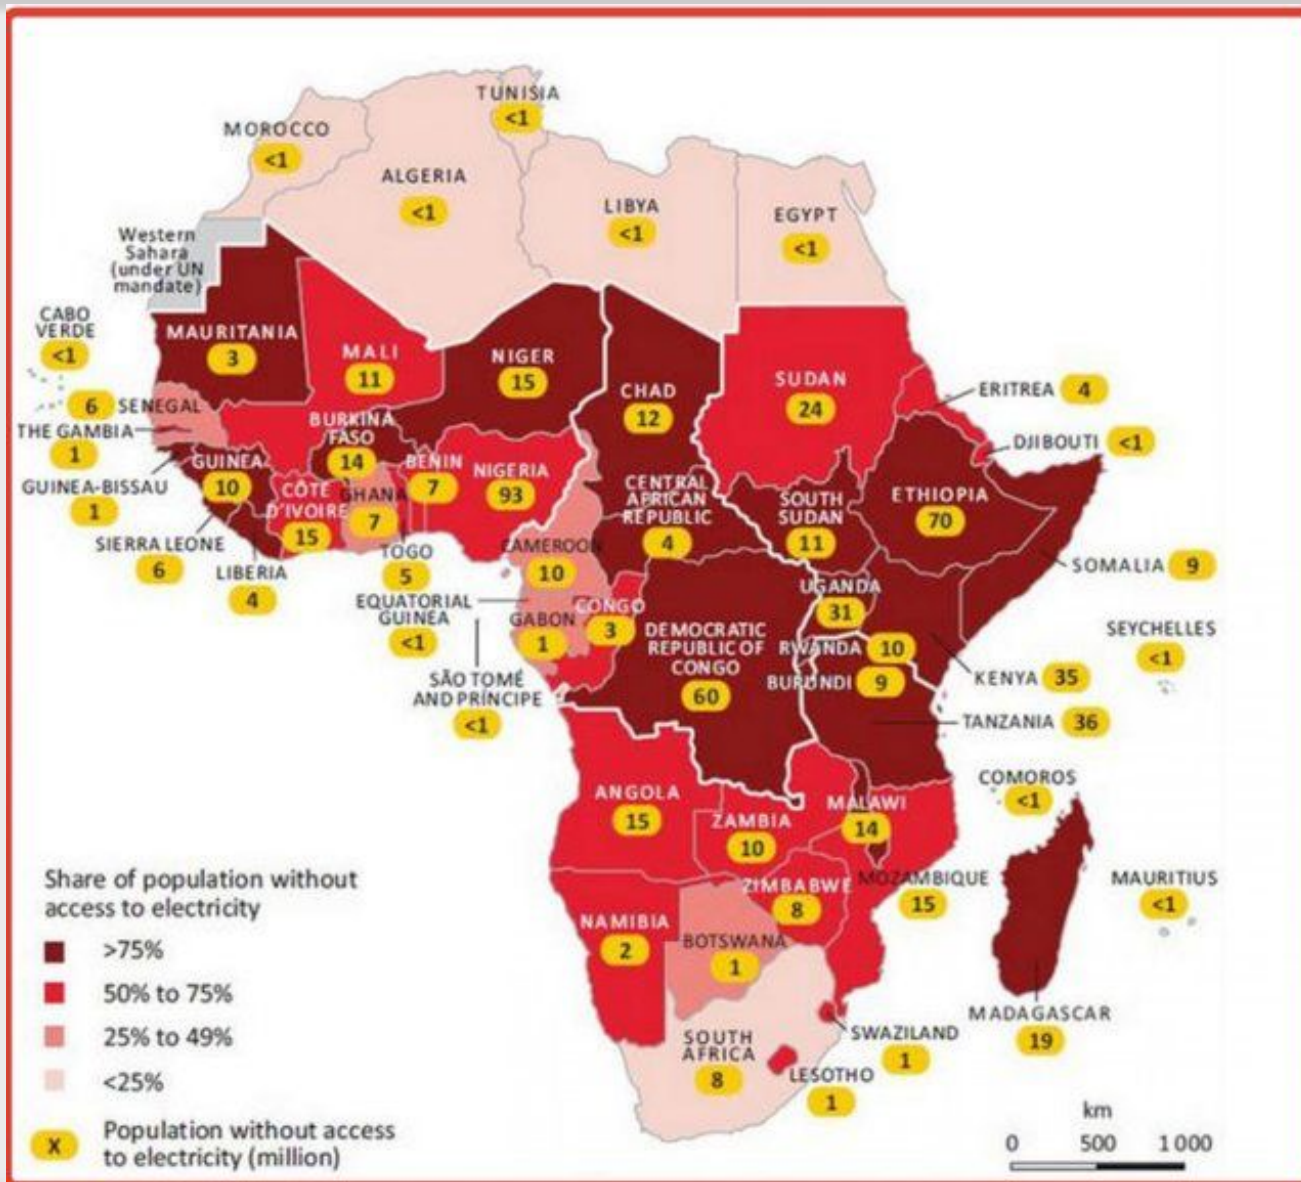 TUNISIA
<1
MOROCCO
<1
ALGERIA
<1
LIBYA
<1
EGYPT
<1
Western
Sahara
(under UN
mandate)
CABO
VERDE
<1
MAURITANIA
3
MALI
11
NIGER
15
CHAD
12
SUDAN
24
ERITREA 4
6 SENEGAL
THE GAMBIA
1
BURKINA
FASO
14
DJIBOUTI <1
GUINEA-BISSAU
1
GUINEA
10
CÔTE
D'IVOIRE
15
GHANA
7
BENIN
7
NIGERIA
93
CENTRAL
AFRICAN
REPUBLIC
4
SOUTH
SUDAN
11
ETHIOPIA
70
SIERRA LEONE
6
LIBERIA
4
TOGO
5
CAMEROON
10
SOMALIA 9
EQUATORIAL
GUINEA
<1
GABON
1
CONGO
3
DEMOCRATIC
REPUBLIC OF
CONGO
60
UGANDA
31
RWANDA 10
BURUNDI 9
SEYCHELLES
<1
KENYA 35
SÃO TOMÉ
AND PRÍNCIPE
<1
TANZANIA 36
ANGOLA
15
ZAMBIA
10
MALAWI
14
COMOROS
<1
ZIMBABWE
8
MOZAMBIQUE
15
MAURITIUS
<1
NAMIBIA
2
BOTSWANA
1
MADAGASCAR
19
SOUTH
AFRICA
8
SWAZILAND
1
LESOTHO
1
Share of population without
access to electricity
>75%
50% to 75%
25% to 49%
<25%
X Population without access
to electricity (million)
km
0 500 1 000